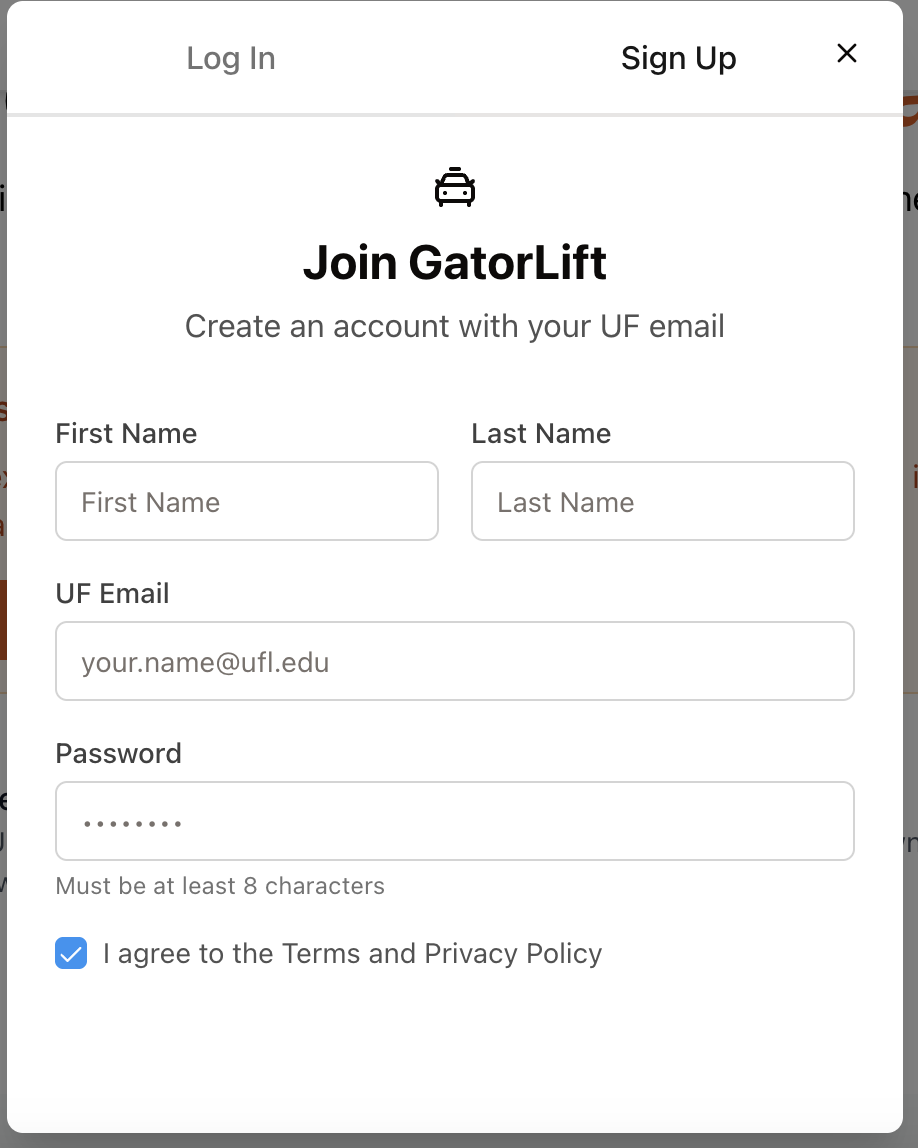 Log In Sign Up
Join GatorLift
Create an account with your UF email
First Name Last Name
First Name Last Name
UF Email
your.name@ufl.edu
Password
••••••••
Must be at least 8 characters
I agree to the Terms and Privacy Policy